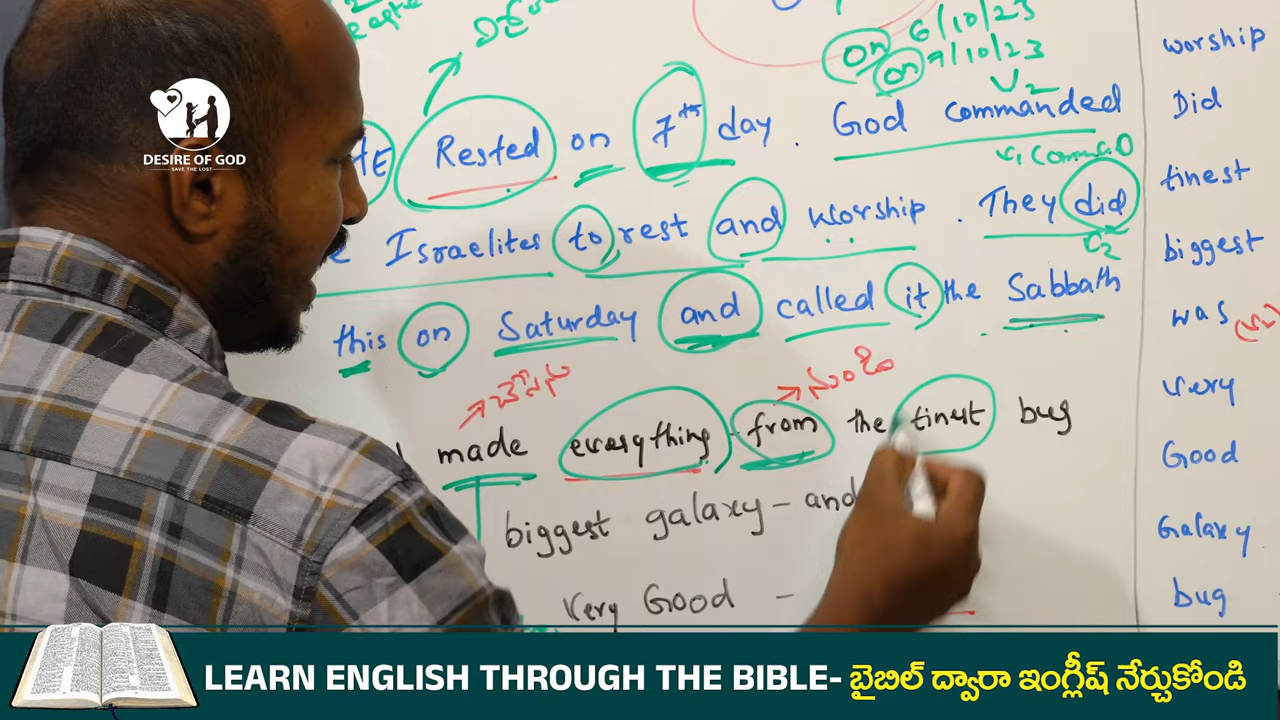 on 6/10/23
on 7/10/23
V2
Rested on 7th day. God commanded
V1 Command
Israelites to rest and worship. They did
V2
this on Saturday and called it the Sabbath
→ నుండి
made everything - from the tinest bug
biggest galaxy - and
Very Good -
worship
Did
tinest
biggest
was (V2)
Very
Good
Galaxy
bug
DESIRE OF GOD
SAVE THE LOST
LEARN ENGLISH THROUGH THE BIBLE- బైబిల్ ద్వారా ఇంగ్లీష్ నేర్చుకోండి